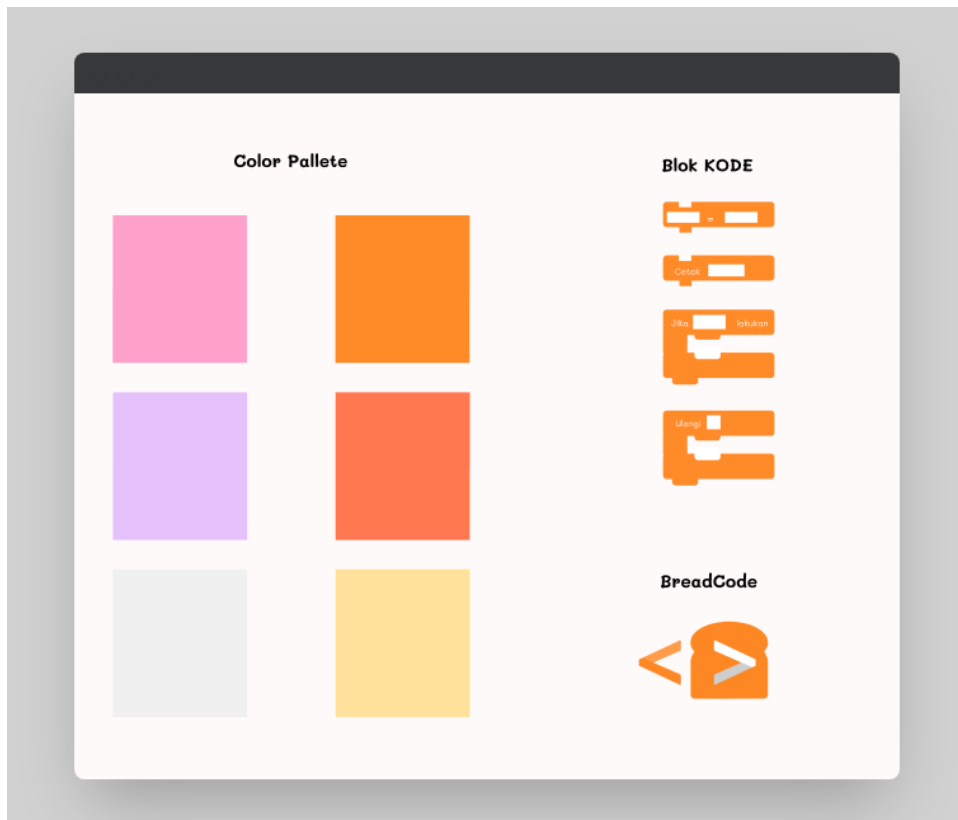 Color Pallete
Blok KODE
=
Cetak
Jika lakukan
Ulangi
BreadCode
< >